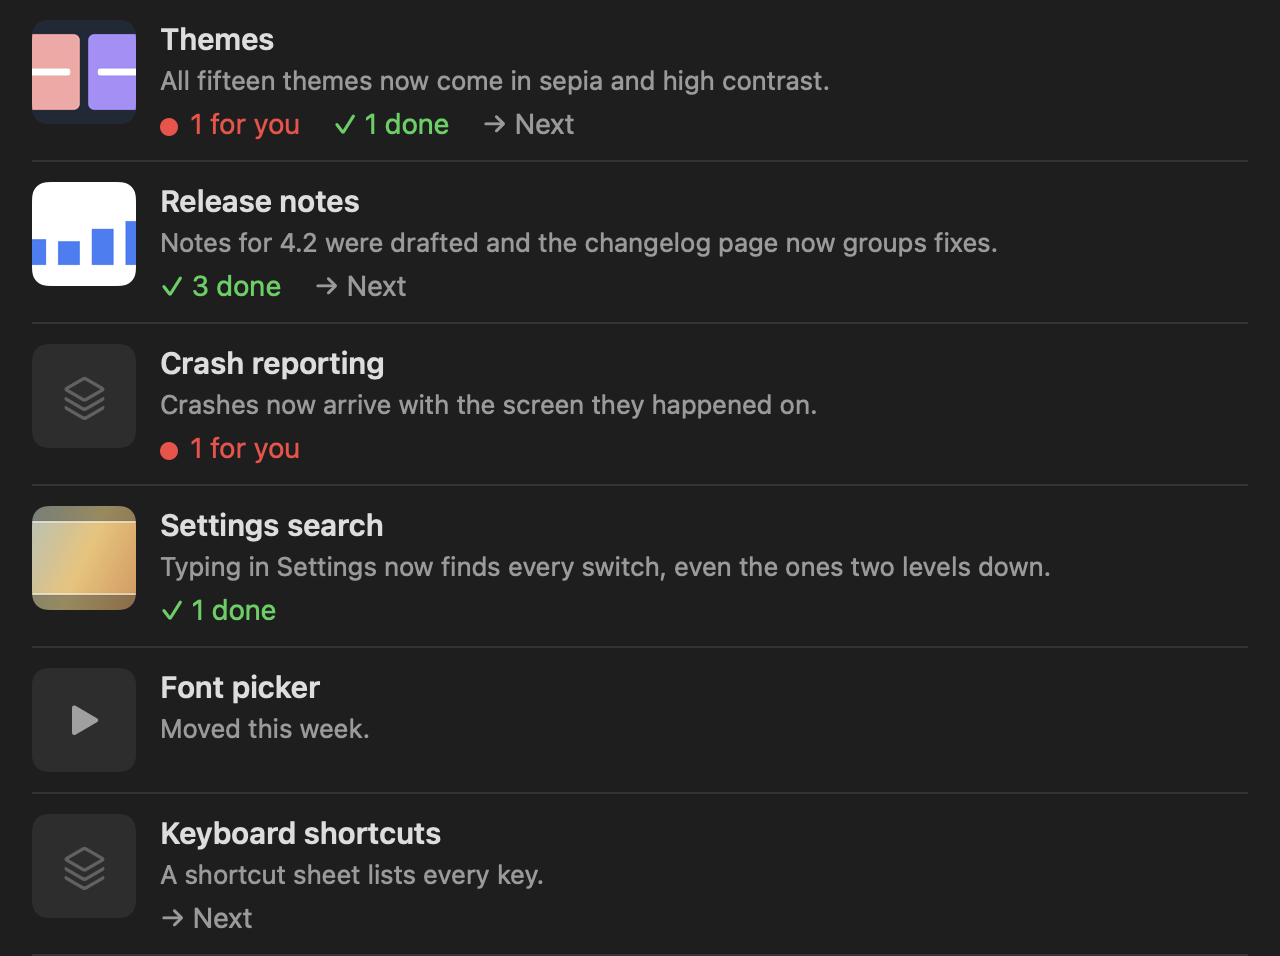 Themes
All fifteen themes now come in sepia and high contrast.
1 for you ✓ 1 done → Next
Release notes
Notes for 4.2 were drafted and the changelog page now groups fixes.
✓ 3 done → Next
Crash reporting
Crashes now arrive with the screen they happened on.
1 for you
Settings search
Typing in Settings now finds every switch, even the ones two levels down.
✓ 1 done
Font picker
Moved this week.
Keyboard shortcuts
A shortcut sheet lists every key.
→ Next